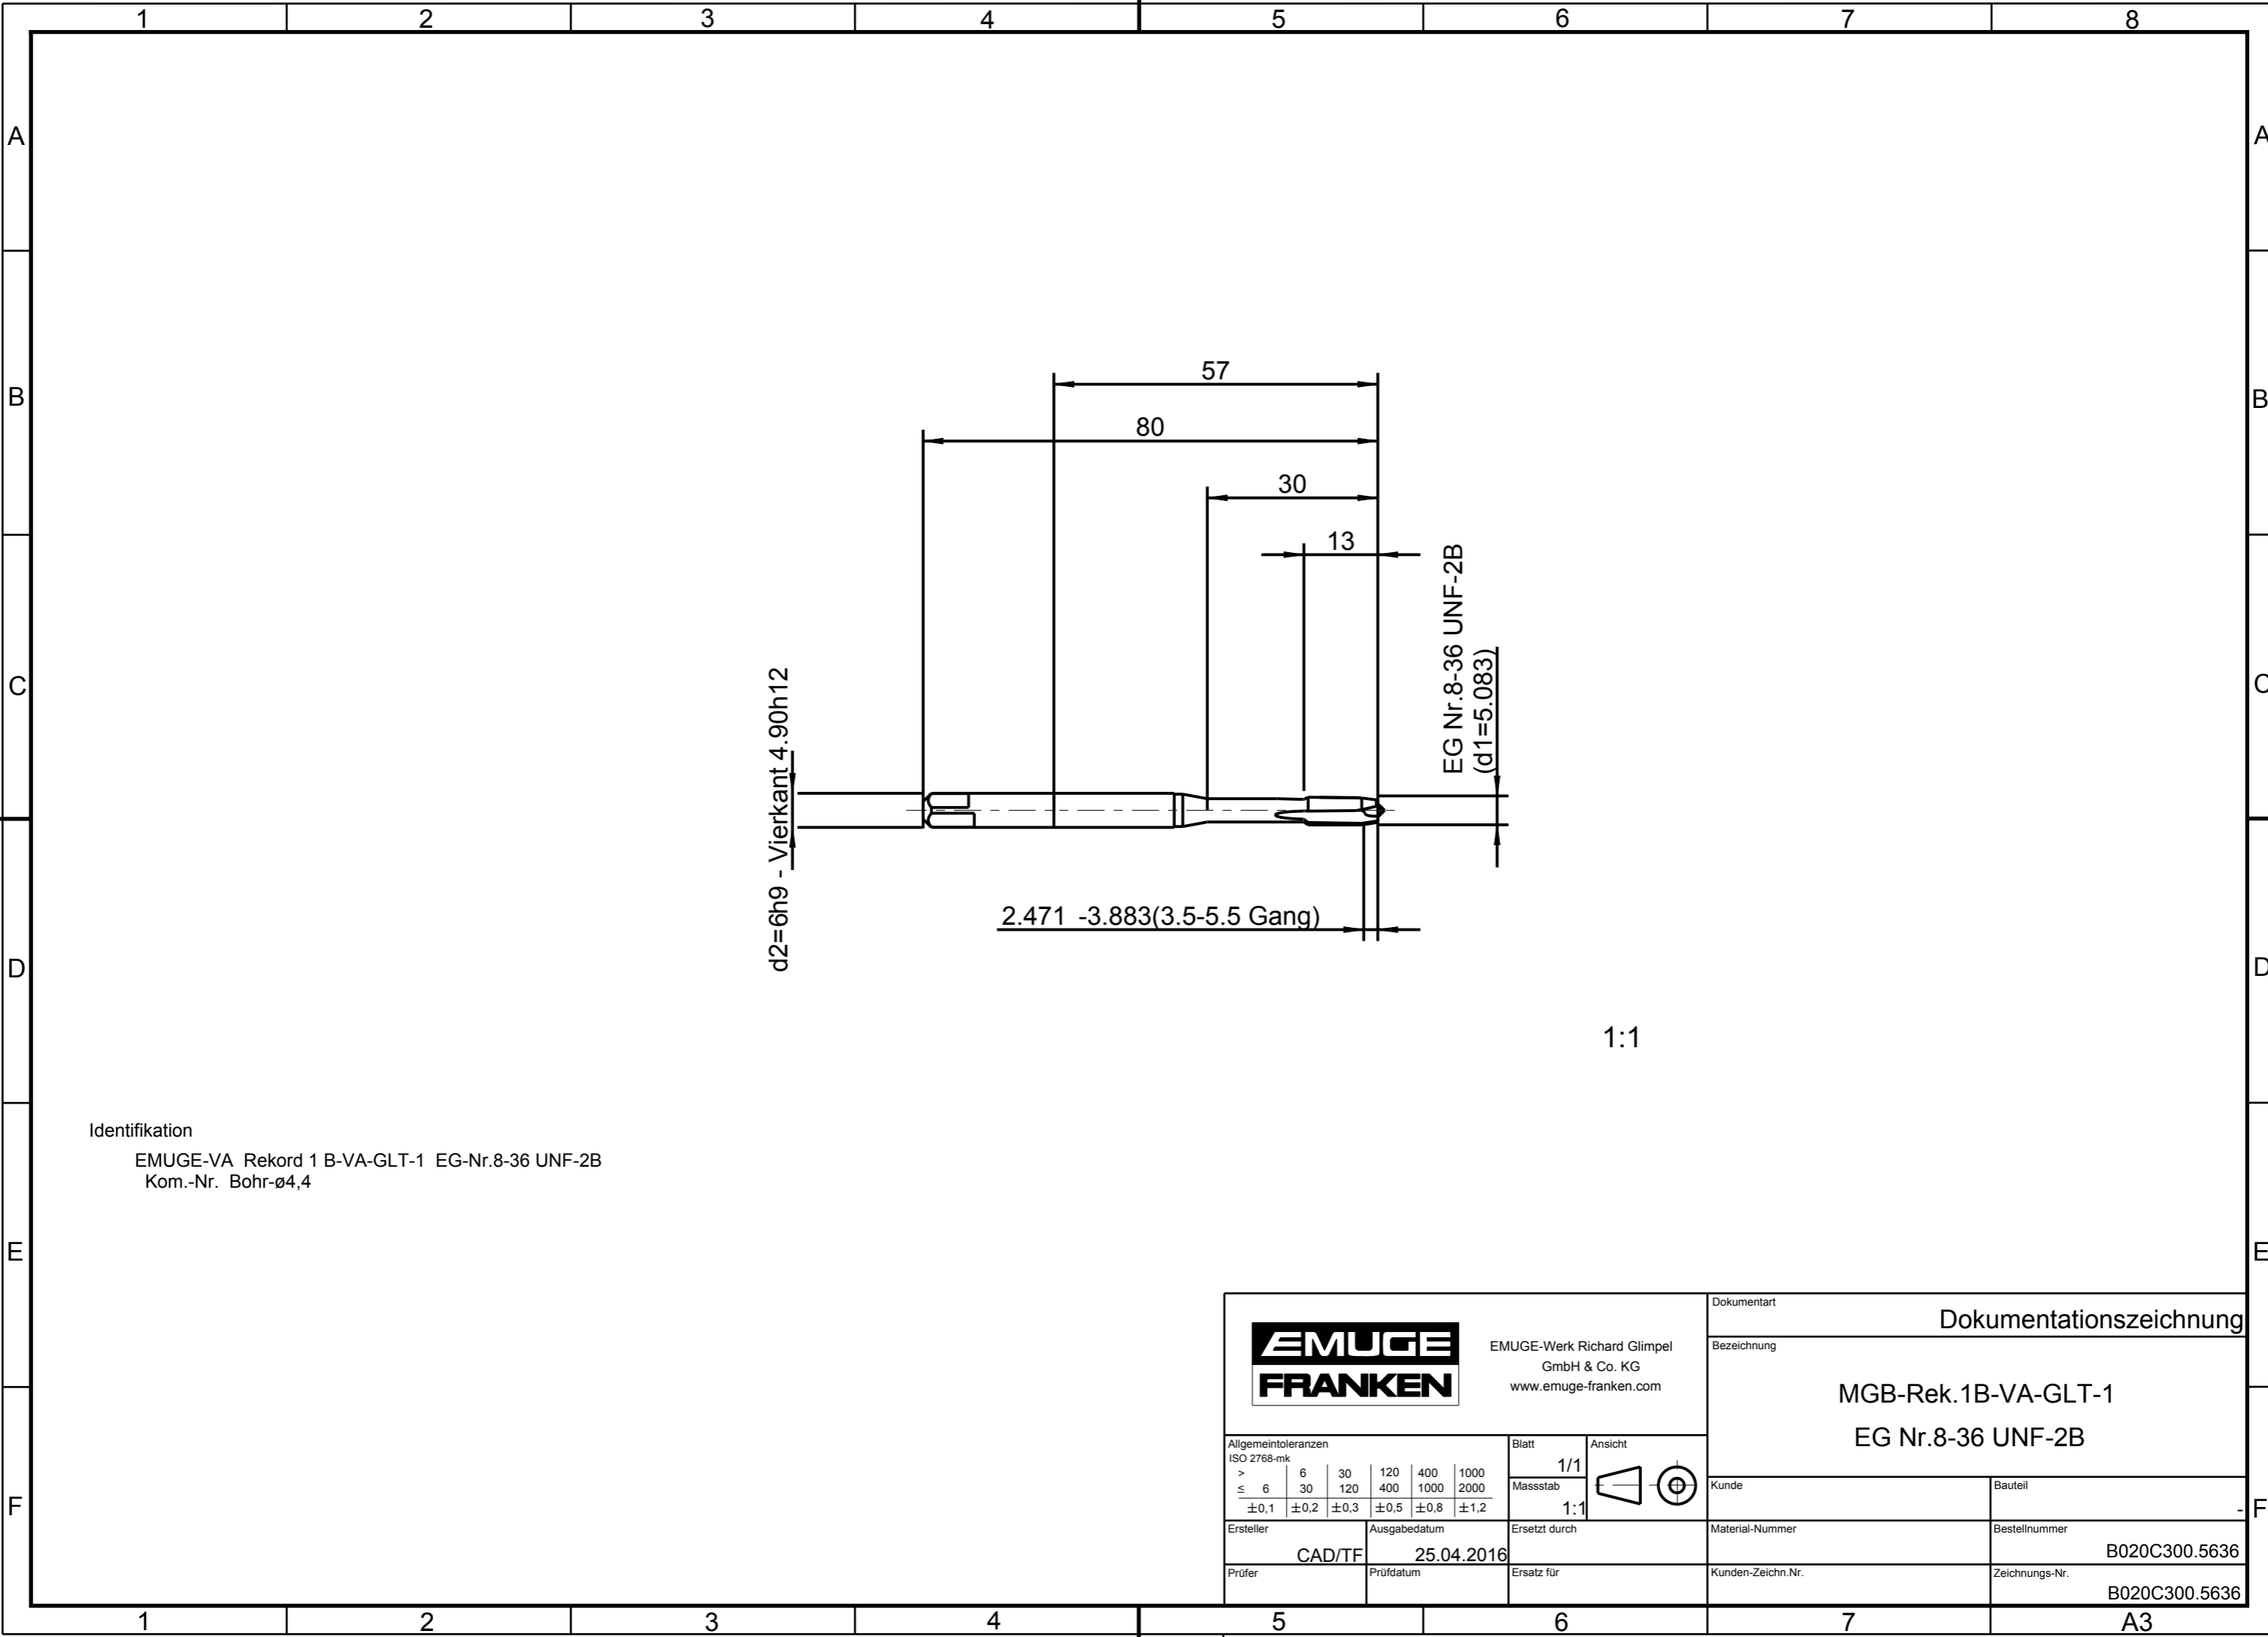 1 2 3 4 5 6 7 8
A A
B B
C C
D D
E E
F F
57
80
30
13
EG Nr.8-36 UNF-2B
(d1=5.083)
d2=6h9 - Vierkant 4.90h12
2.471 -3.883(3.5-5.5 Gang)
1:1
Identifikation
EMUGE-VA Rekord 1 B-VA-GLT-1 EG-Nr.8-36 UNF-2B
Kom.-Nr. Bohr-ø4,4
EMUGE
FRANKEN
EMUGE-Werk Richard Glimpel
GmbH & Co. KG
www.emuge-franken.com
Dokumentart
Dokumentationszeichnung
Bezeichnung
MGB-Rek.1B-VA-GLT-1
EG Nr.8-36 UNF-2B
Allgemeintoleranzen
ISO 2768-mk
> 6 30 120 400 1000
≤ 6 30 120 400 1000 2000
±0,1 ±0,2 ±0,3 ±0,5 ±0,8 ±1,2
Blatt
1/1
Massstab
1:1
Ansicht
Kunde
Bauteil
-
Ersteller
CAD/TF
Ausgabedatum
25.04.2016
Ersetzt durch
Material-Nummer
Bestellnummer
B020C300.5636
Prüfer
Prüfdatum
Ersatz für
Kunden-Zeichn.Nr.
Zeichnungs-Nr.
B020C300.5636
1 2 3 4 5 6 7 A3